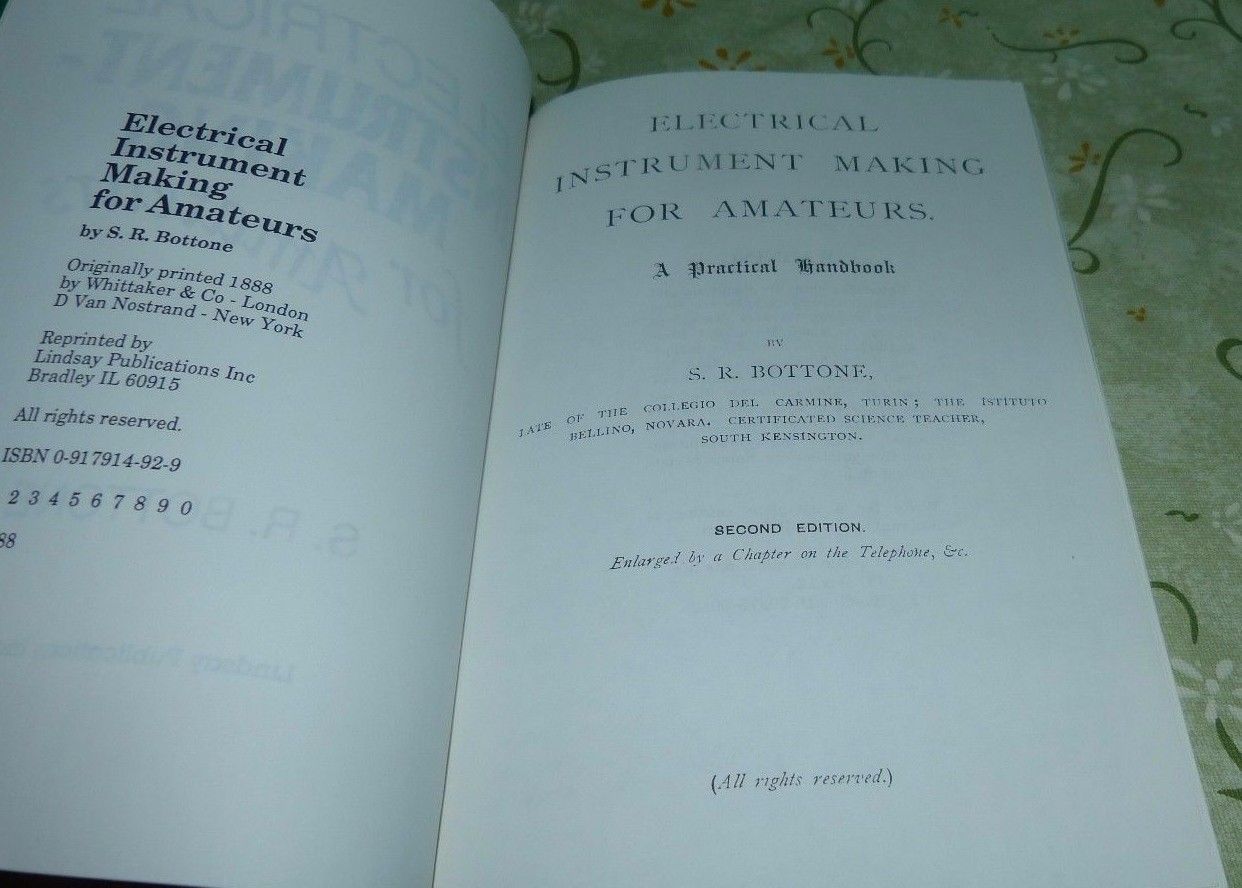 Electrical
Instrument
Making
for Amateurs
by S. R. Bottone
Originally printed 1888
by Whittaker & Co - London
D Van Nostrand - New York
Reprinted by
Lindsay Publications Inc
Bradley IL 60915
All rights reserved.
ISBN 0-917914-92-9
2 3 4 5 6 7 8 9 0
88
ELECTRICAL
INSTRUMENT MAKING
FOR AMATEURS.
A Practical Handbook
BY
S. R. BOTTONE,
LATE OF THE COLLEGIO DEL CARMINE, TURIN; THE ISTITUTO
BELLINO, NOVARA. CERTIFICATED SCIENCE TEACHER,
SOUTH KENSINGTON.
SECOND EDITION.
Enlarged by a Chapter on the Telephone, &c.
(All rights reserved.)